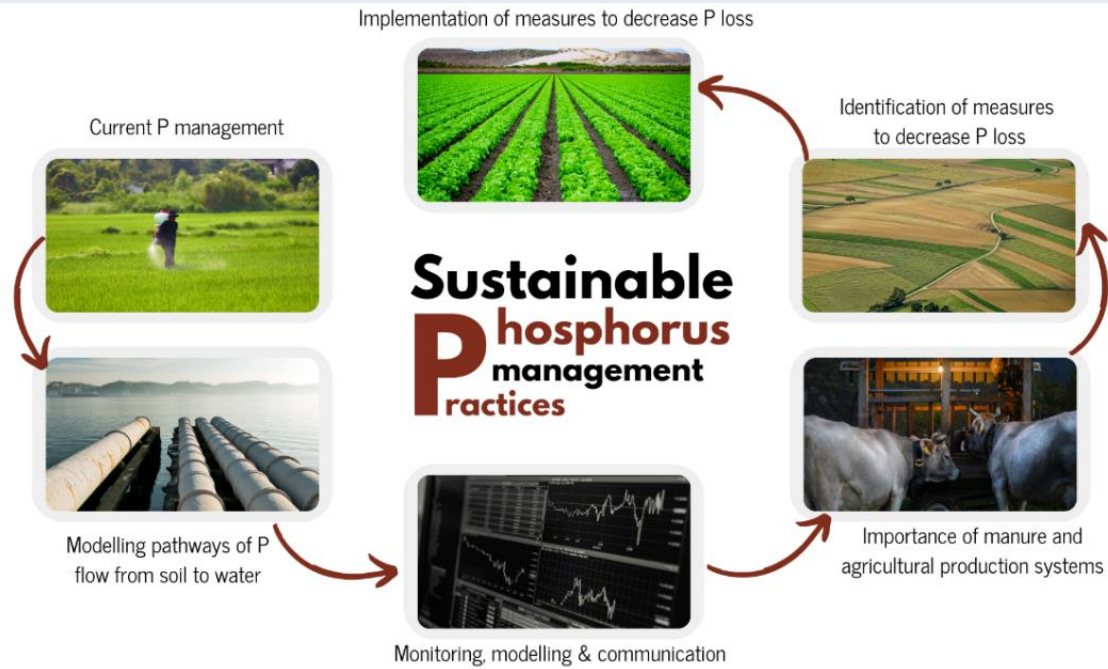 Implementation of measures to decrease P loss
Current P management
Identification of measures
to decrease P loss
Sustainable
Phosphorus
management
Practices
Modelling pathways of P
flow from soil to water
Importance of manure and
agricultural production systems
Monitoring, modelling & communication